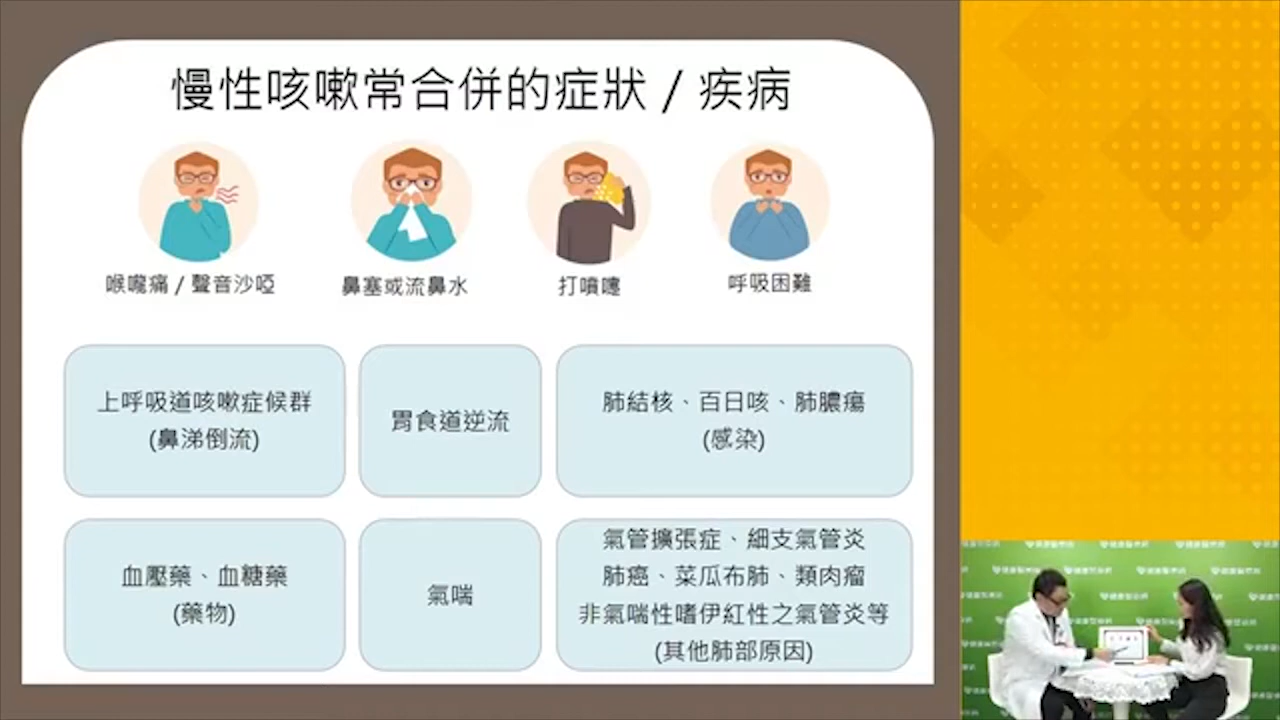 慢性咳嗽常合併的症狀 / 疾病
喉嚨痛 / 聲音沙啞
鼻塞或流鼻水
打噴嚏
呼吸困難
上呼吸道咳嗽症候群
(鼻涕倒流)
胃食道逆流
肺結核、百日咳、肺膿瘍
(感染)
血壓藥、血糖藥
(藥物)
氣喘
氣管擴張症、細支氣管炎
肺癌、菜瓜布肺、類肉瘤
非氣喘性嗜伊紅性之氣管炎等
(其他肺部原因)